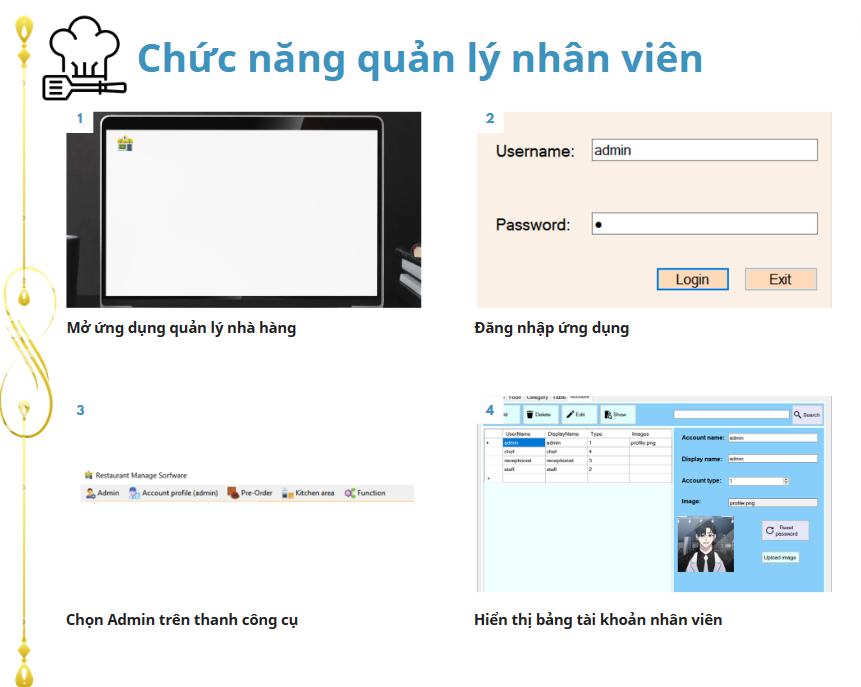 Chức năng quản lý nhân viên
1
Mở ứng dụng quản lý nhà hàng
2
Username: admin
Password: ●
Login Exit
Đăng nhập ứng dụng
3
Restaurant Manage Sorfware
Admin Account profile (admin) Pre-Order Kitchen area Function
Chọn Admin trên thanh công cụ
4
Food Category Table Account
Delete Edit Show Search
UserName DisplayName Type Images
admin admin 1 profile.png
chef chef 4
receptionist receptionist 3
staff staff 2
Account name: admin
Display name: admin
Account type: 1
Image: profile.png
Reset password
Upload image
Hiển thị bảng tài khoản nhân viên